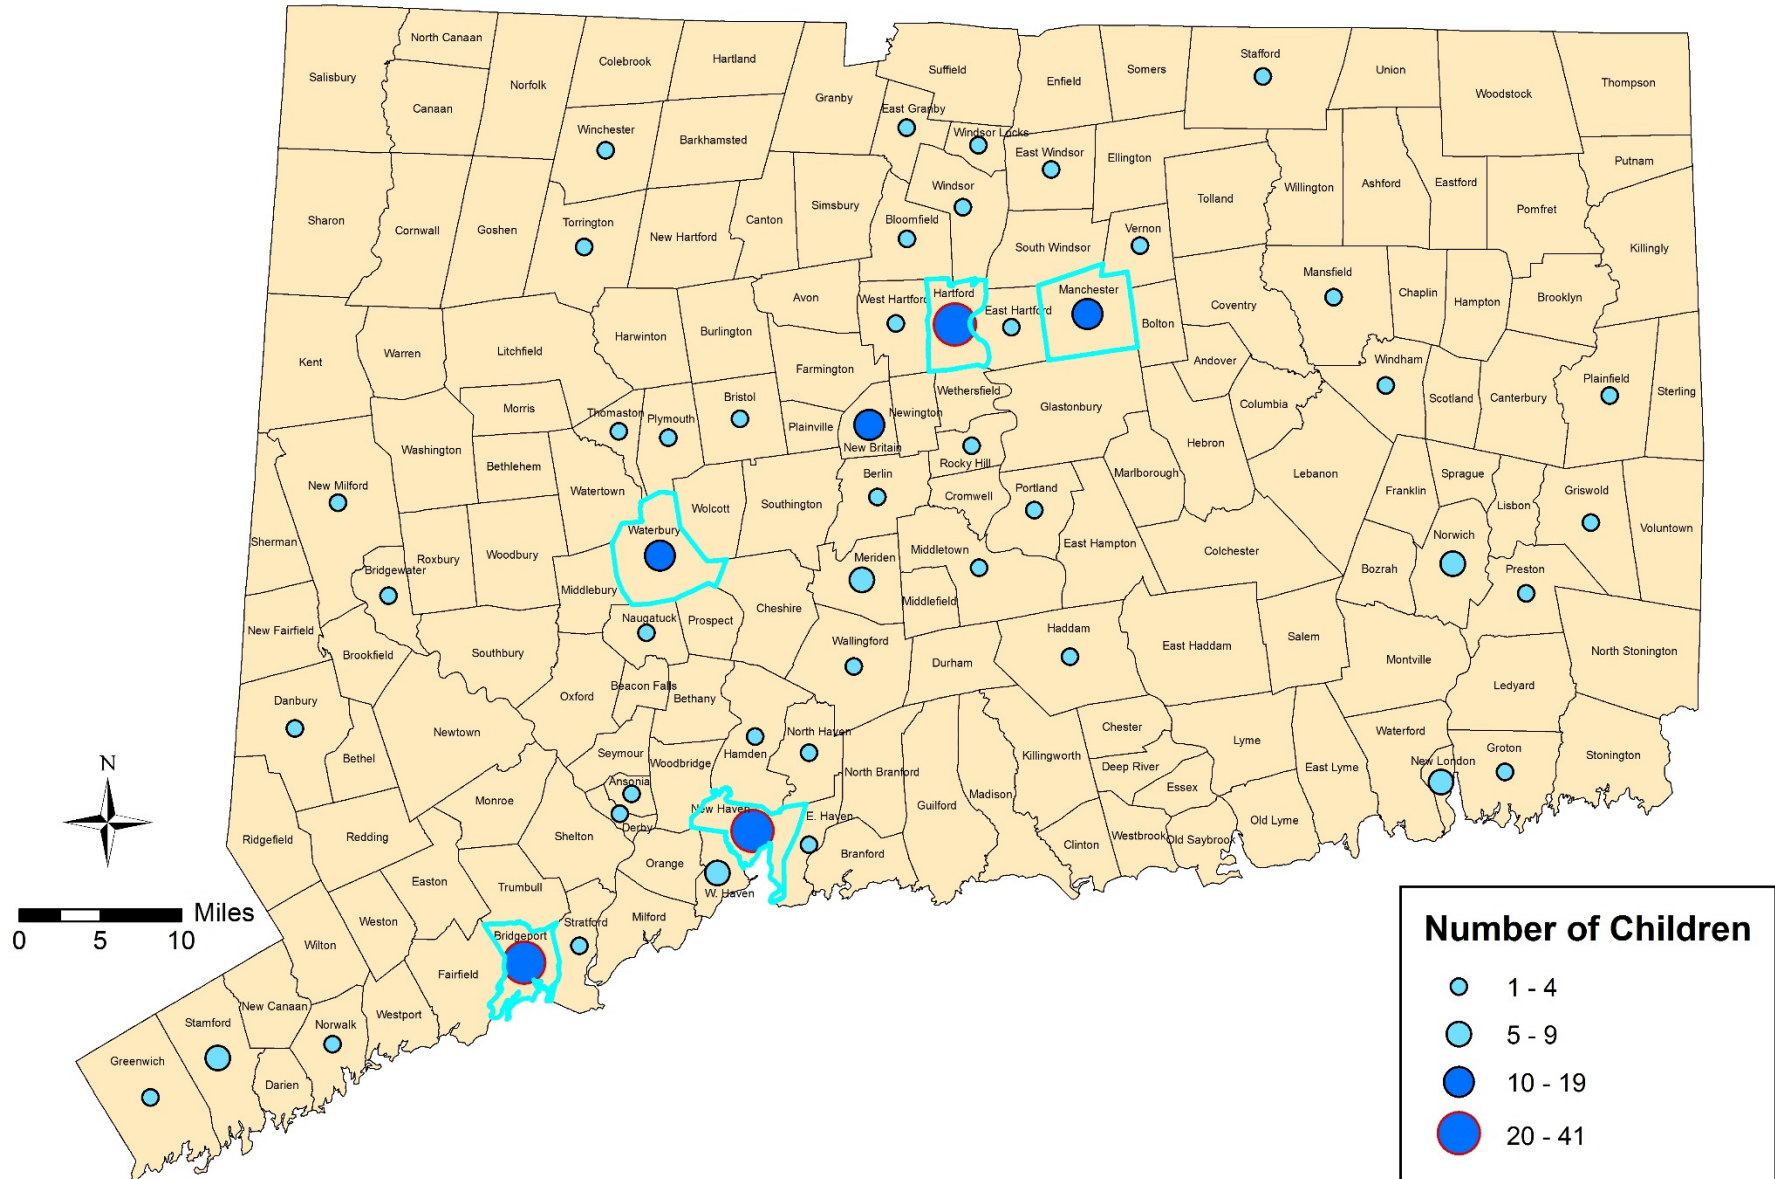 North Canaan
Salisbury
Canaan
Norfolk
Colebrook
Hartland
Granby
Suffield
East Granby
Windsor Locks
Enfield
Somers
Stafford
Union
Woodstock
Thompson
Winchester
Barkhamsted
East Windsor
Ellington
Putnam
Sharon
Cornwall
Goshen
Torrington
New Hartford
Canton
Simsbury
Bloomfield
Windsor
South Windsor
Vernon
Tolland
Willington
Ashford
Eastford
Pomfret
Killingly
Kent
Warren
Litchfield
Harwinton
Burlington
Avon
West Hartford
Hartford
East Hartford
Manchester
Bolton
Coventry
Mansfield
Chaplin
Hampton
Brooklyn
Farmington
Andover
Windham
Scotland
Canterbury
Plainfield
Sterling
Washington
Morris
Bethlehem
Thomaston
Plymouth
Bristol
Plainville
New Britain
Newington
Wethersfield
Rocky Hill
Glastonbury
Hebron
Columbia
Lebanon
Marlborough
New Milford
Watertown
Wolcott
Southington
Berlin
Cromwell
Portland
Franklin
Sprague
Lisbon
Griswold
Voluntown
Sherman
Bridgewater
Roxbury
Woodbury
Waterbury
Middlebury
Cheshire
Meriden
Middletown
Middlefield
East Hampton
Colchester
Bozrah
Norwich
Preston
New Fairfield
Brookfield
Southbury
Naugatuck
Prospect
Wallingford
Durham
Haddam
East Haddam
Salem
Montville
Ledyard
North Stonington
Danbury
Bethel
Newtown
Oxford
Beacon Falls
Bethany
Seymour
Woodbridge
Hamden
North Haven
North Branford
Guilford
Madison
Killingworth
Chester
Deep River
Essex
Lyme
East Lyme
Waterford
New London
Groton
Stonington
N
Ridgefield
Redding
Monroe
Shelton
Ansonia
Derby
Orange
New Haven
E. Haven
W. Haven
Branford
Clinton
Westbrook
Old Saybrook
Old Lyme
Easton
Trumbull
Weston
Wilton
Bridgeport
Stratford
Milford
Fairfield
New Canaan
Norwalk
Westport
Stamford
Greenwich
Darien
Miles
0 5 10
Number of Children
1 - 4
5 - 9
10 - 19
20 - 41